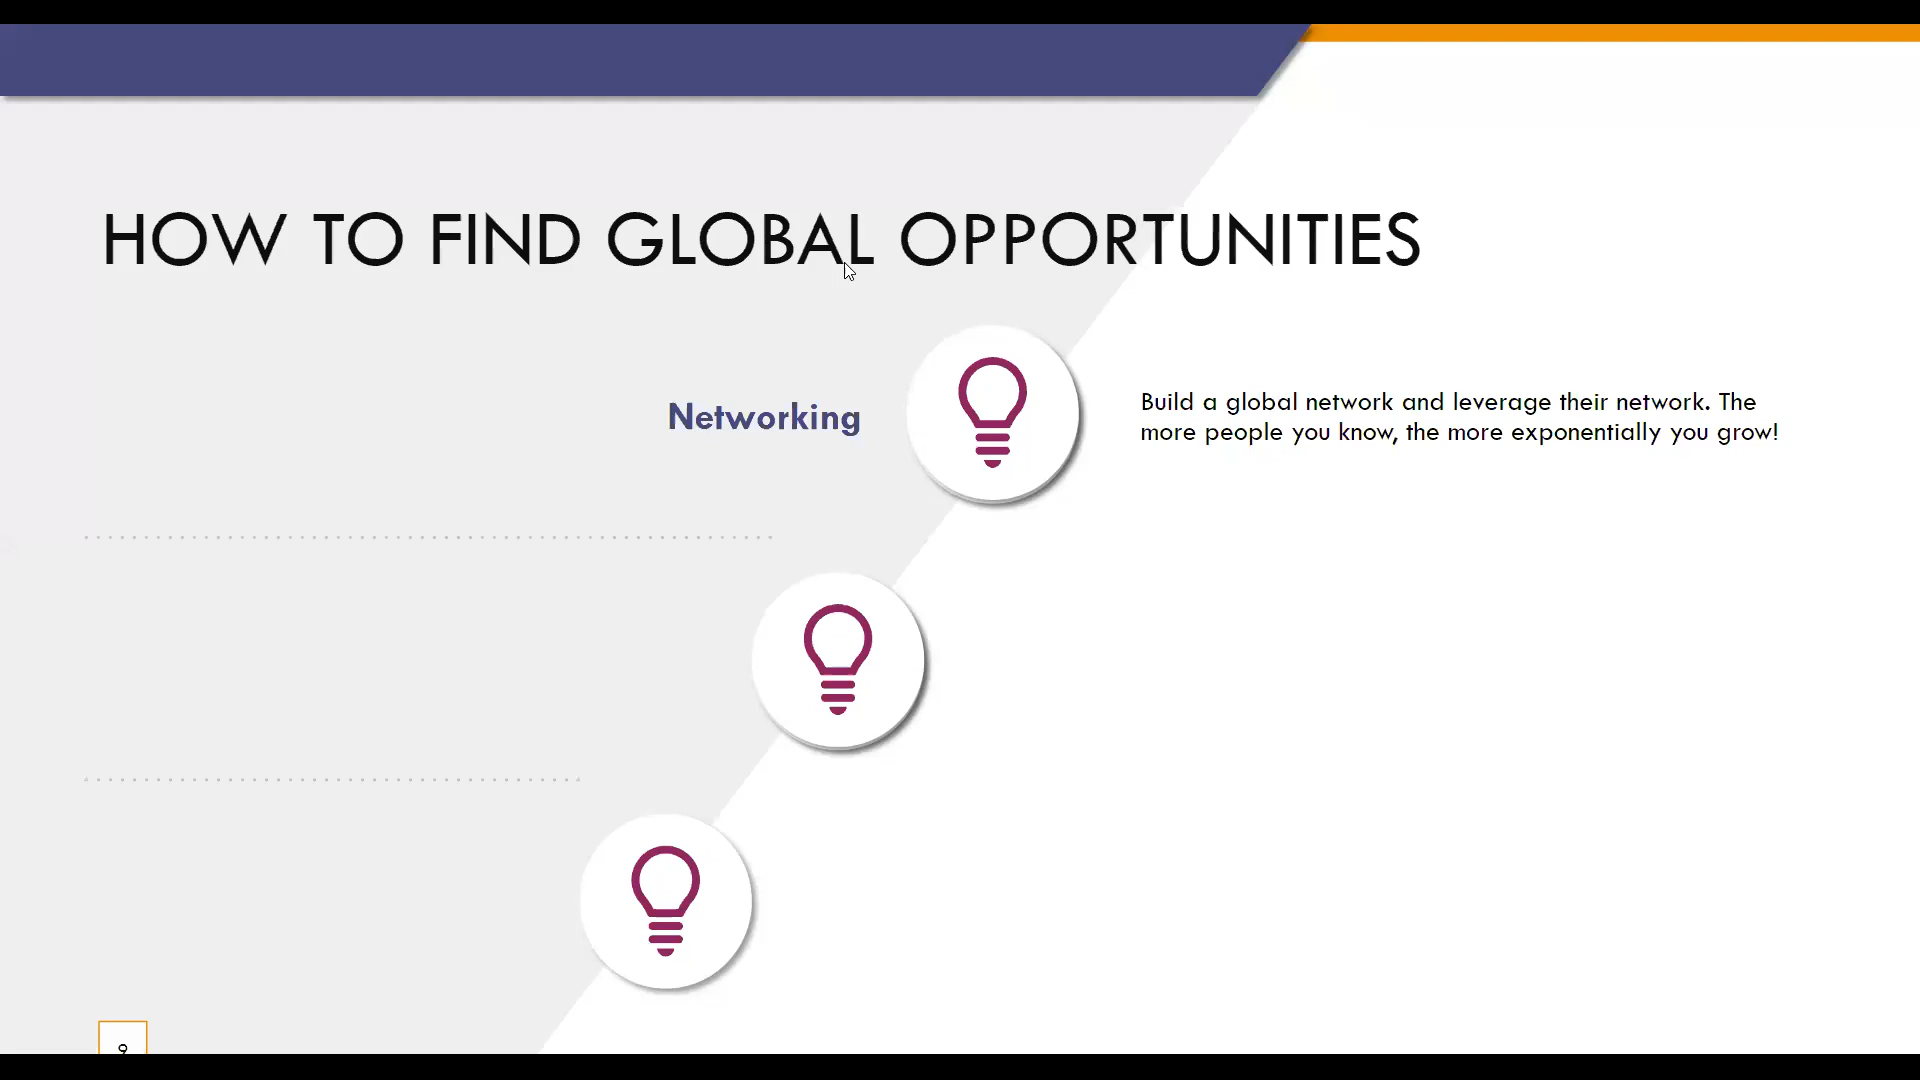 HOW TO FIND GLOBAL OPPORTUNITIES
Networking
Build a global network and leverage their network. The
more people you know, the more exponentially you grow!
9